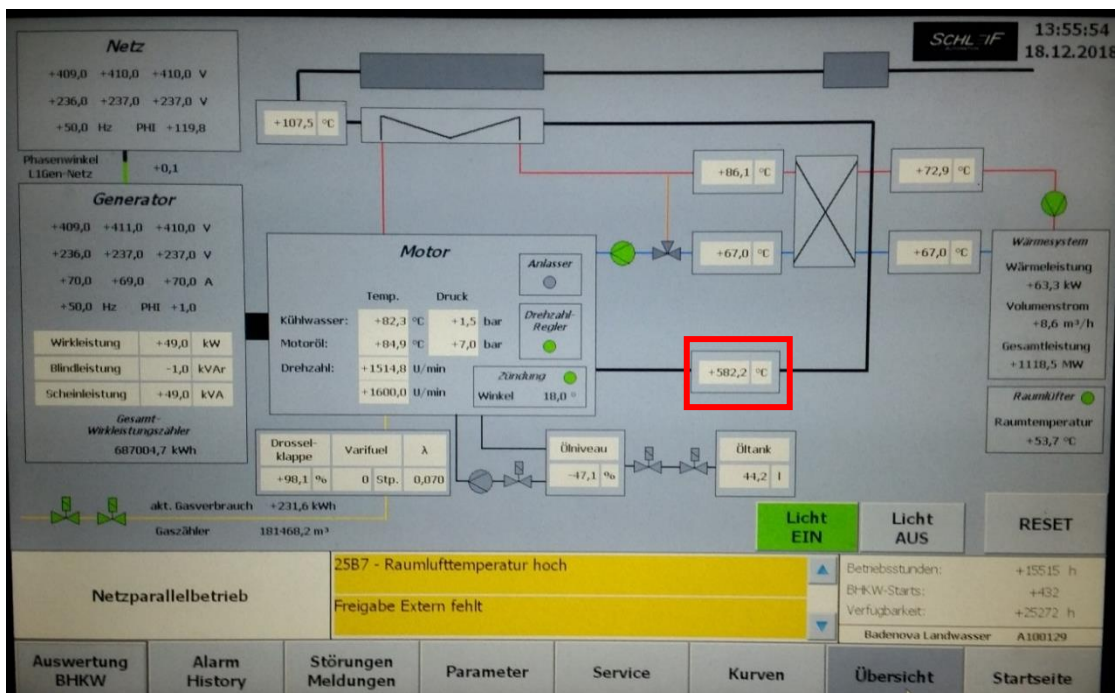 Netz
+409,0 +410,0 +410,0 V
+236,0 +237,0 +237,0 V
+50,0 Hz PHI +119,8
Phasenwinkel
L1Gen-Netz +0,1
Generator
+409,0 +411,0 +410,0 V
+236,0 +237,0 +237,0 V
+70,0 +69,0 +70,0 A
+50,0 Hz PHI +1,0
Wirkleistung +49,0 kW
Blindleistung -1,0 kVAr
Scheinleistung +49,0 kVA
Gesamt-
Wirkleistungszähler
687004,7 kWh
13:55:54
18.12.2018
+107,5 °C
+86,1 °C
+72,9 °C
+67,0 °C
+67,0 °C
+582,2 °C
Motor
Temp. Druck
Kühlwasser: +82,3 °C +1,5 bar
Motoröl: +84,9 °C +7,0 bar
Drehzahl: +1514,8 U/min
+1600,0 U/min
Anlasser
Drehzahl-
Regler
Zündung
Winkel 18,0 °
Wärmesystem
Wärmeleistung
+63,3 kW
Volumenstrom
+8,6 m³/h
Gesamtleistung
+1118,5 MW
Raumlüfter
Raumtemperatur
+53,7 °C
Drossel-
klappe Varifuel λ
+98,1 % 0 Stp. 0,070
Ölniveau
-47,1 %
Öltank
44,2 l
akt. Gasverbrauch +231,6 kWh
Gaszähler 181468,2 m³
Licht
EIN
Licht
AUS
RESET
Netzparallelbetrieb
25B7 - Raumlufttemperatur hoch
Freigabe Extern fehlt
Betriebsstunden: +15515 h
BHKW-Starts: +432
Verfügbarkeit: +25272 h
Badenova Landwasser A100129
Auswertung
BHKW
Alarm
History
Störungen
Meldungen
Parameter
Service
Kurven
Übersicht
Startseite